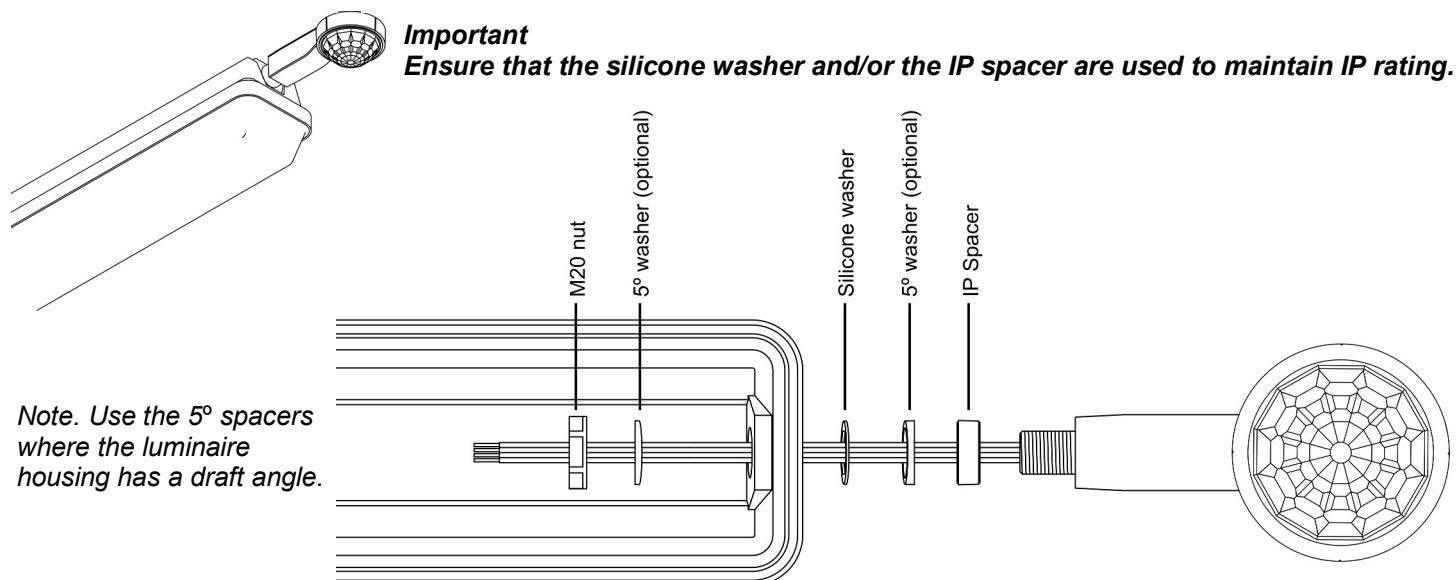 Important
Ensure that the silicone washer and/or the IP spacer are used to maintain IP rating.
M20 nut
5º washer (optional)
Silicone washer
5º washer (optional)
IP Spacer
Note. Use the 5º spacers
where the luminaire
housing has a draft angle.